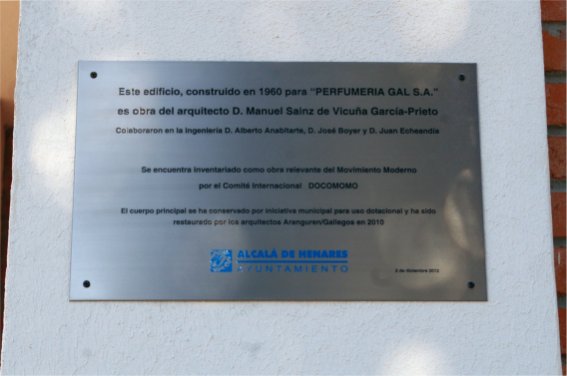 Este edificio, construido en 1960 para "PERFUMERIA GAL S.A."
es obra del arquitecto D. Manuel Sainz de Vicuña García-Prieto
Colaboraron en la ingeniería D. Alberto Anabitarte, D. José Boyer y D. Juan Echeandía
Se encuentra inventariado como obra relevante del Movimiento Moderno
por el Comité Internacional DOCOMOMO
El cuerpo principal se ha conservado por iniciativa municipal para uso dotacional y ha sido
restaurado por los arquitectos Aranguren/Gallegos en 2010
ALCALÁ DE HENARES
AYUNTAMIENTO
de diciembre 2012